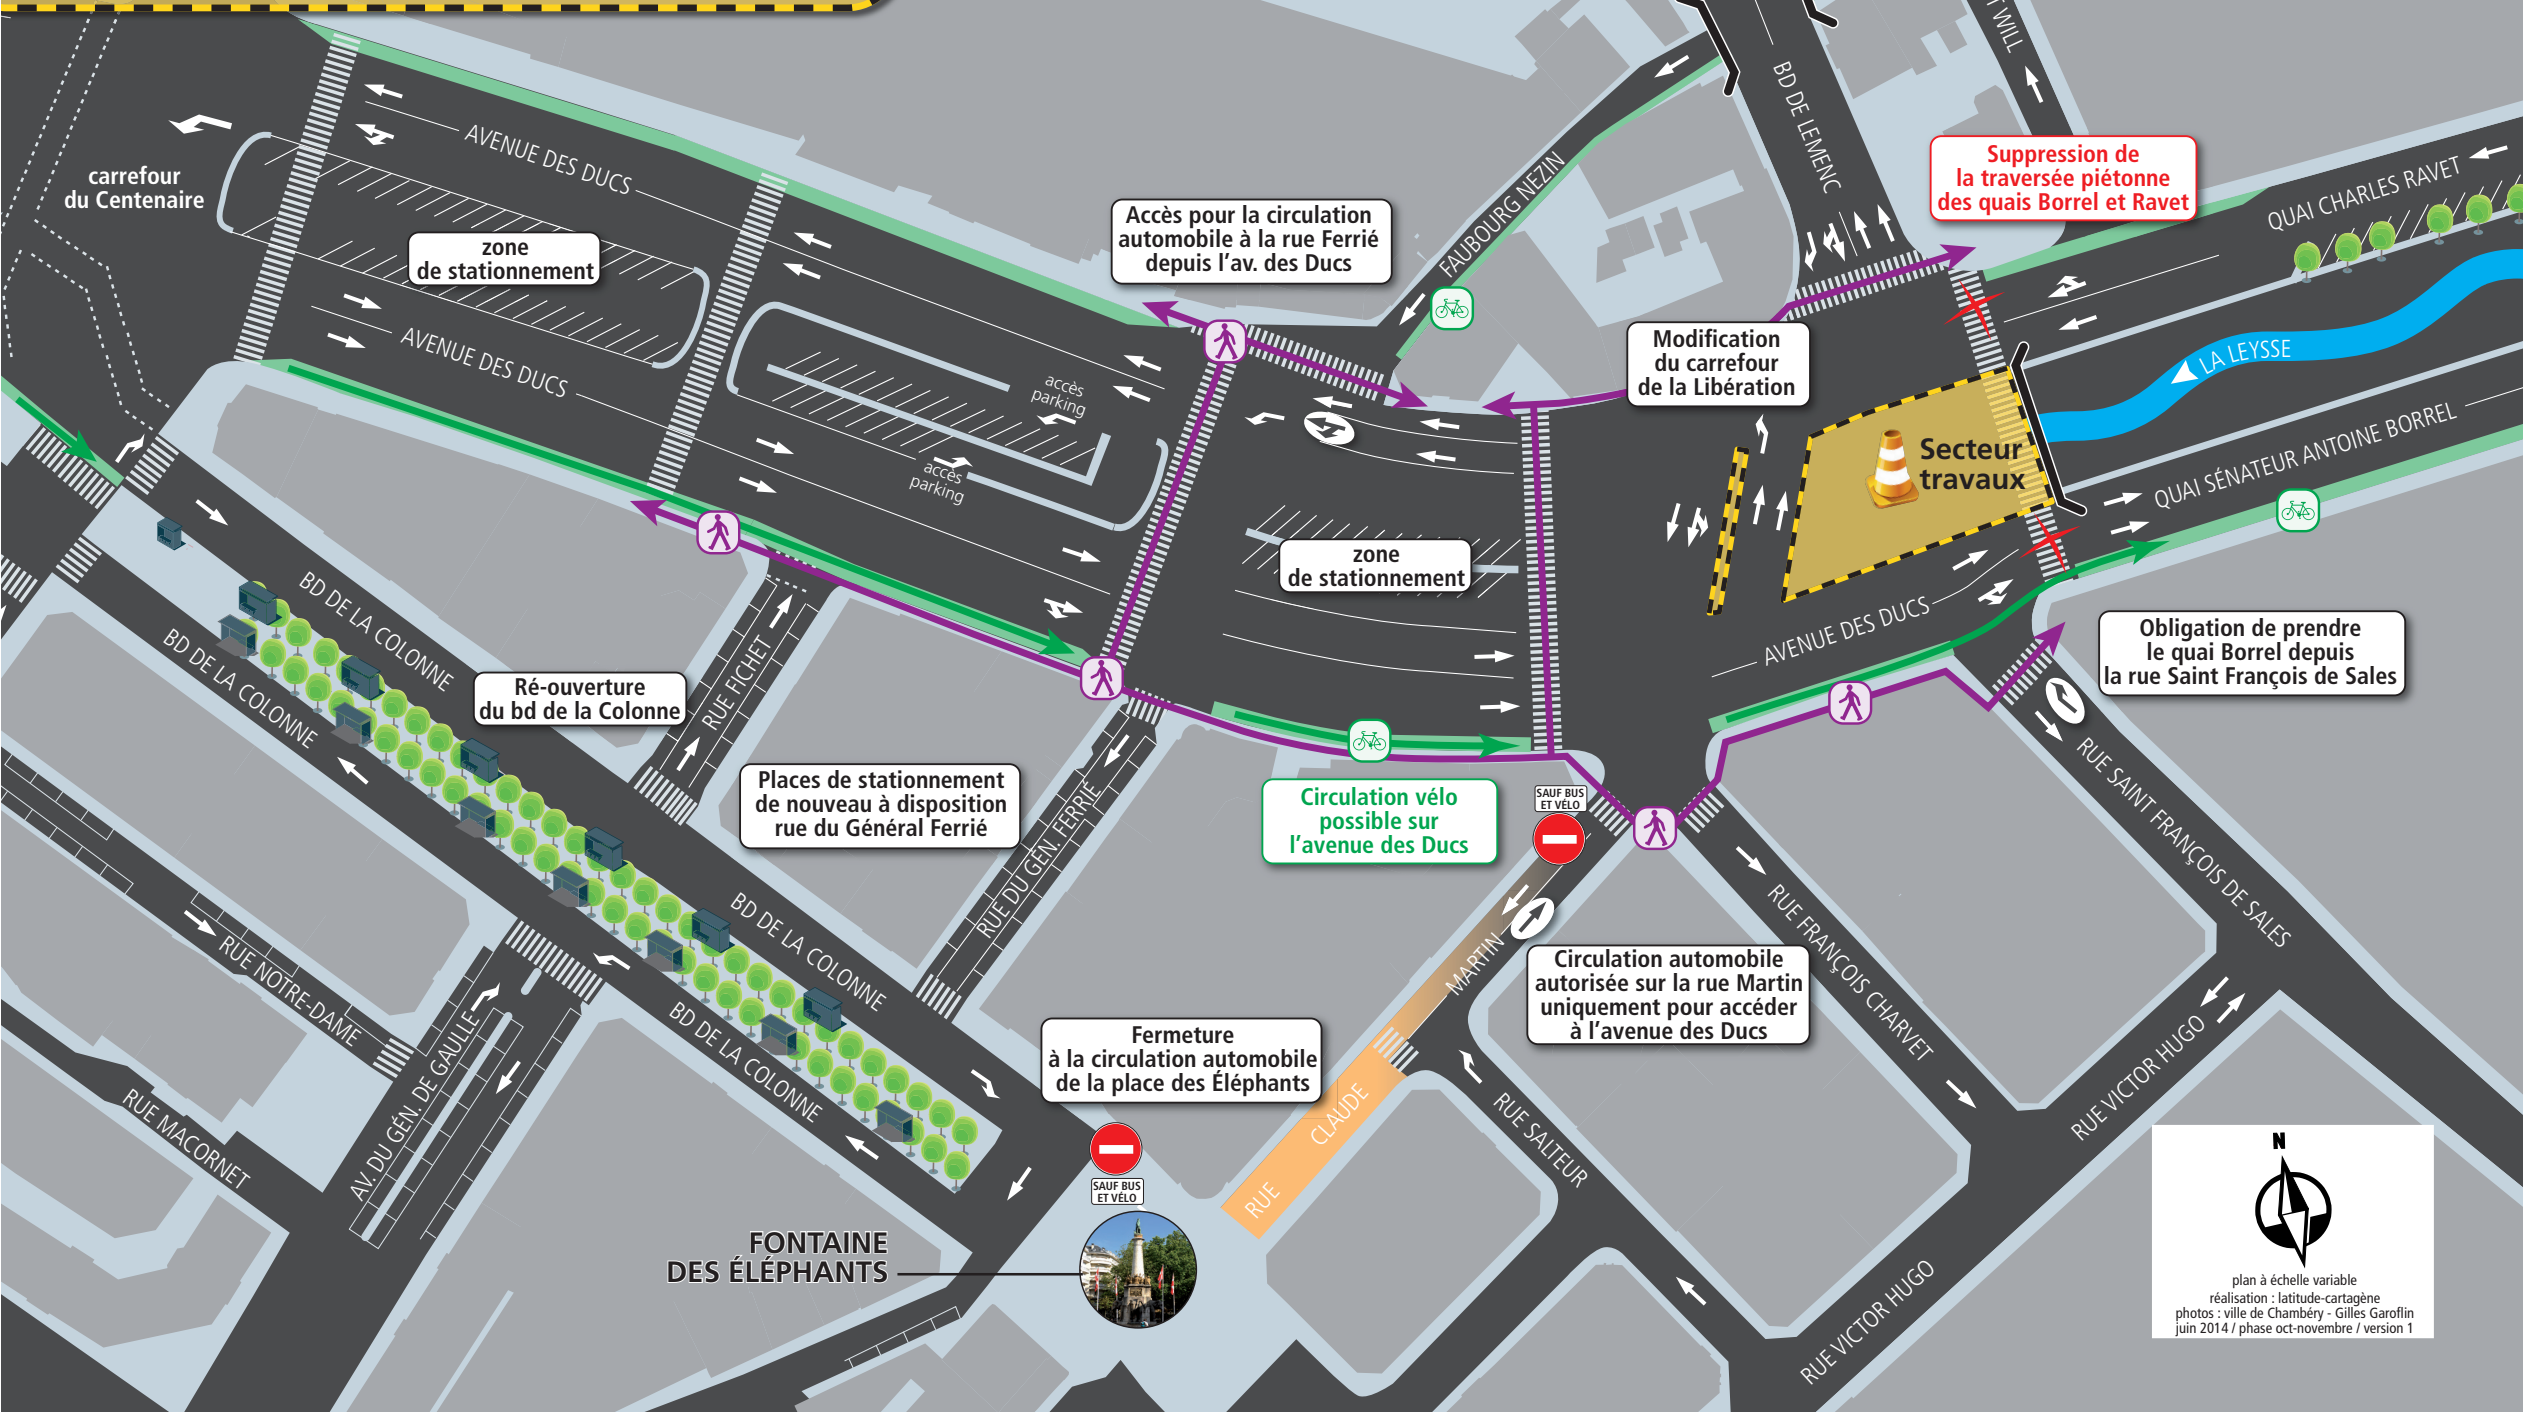 T WILL
BD DE LEMENC
AVENUE DES DUCS
carrefour
du Centenaire
zone
de stationnement
Accès pour la circulation
automobile à la rue Ferrié
depuis l'av. des Ducs
FAUBOURG NEZIN
Suppression de
la traversée piétonne
des quais Borrel et Ravet
QUAI CHARLES RAVET
AVENUE DES DUCS
accès
parking
accès
parking
Modification
du carrefour
de la Libération
LA LEYSSE
QUAI SÉNATEUR ANTOINE BORREL
Secteur
travaux
zone
de stationnement
AVENUE DES DUCS
Obligation de prendre
le quai Borrel depuis
la rue Saint François de Sales
BD DE LA COLONNE
BD DE LA COLONNE
Ré-ouverture
du bd de la Colonne
RUE FICHET
Places de stationnement
de nouveau à disposition
rue du Général Ferrié
RUE DU GÉN. FERRIÉ
Circulation vélo
possible sur
l'avenue des Ducs
SAUF BUS
ET VÉLO
RUE SAINT FRANÇOIS DE SALES
RUE FRANÇOIS CHARVET
Circulation automobile
autorisée sur la rue Martin
uniquement pour accéder
à l'avenue des Ducs
RUE CLAUDE MARTIN
BD DE LA COLONNE
BD DE LA COLONNE
RUE NOTRE-DAME
RUE MACORNET
AV. DU GÉN. DE GAULLE
Fermeture
à la circulation automobile
de la place des Éléphants
SAUF BUS
ET VÉLO
FONTAINE
DES ÉLÉPHANTS
RUE SALTEUR
RUE VICTOR HUGO
RUE VICTOR HUGO
N
plan à échelle variable
réalisation : latitude-cartagène
photos : ville de Chambéry - Gilles Garoflin
juin 2014 / phase oct-novembre / version 1